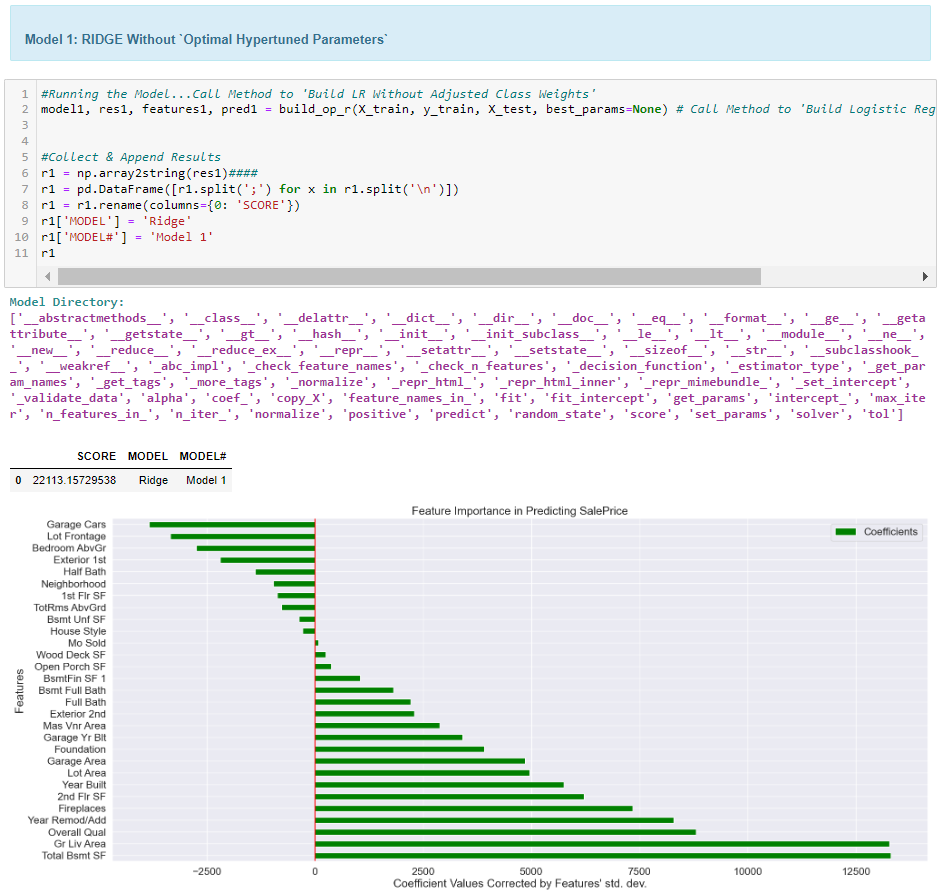 Model 1: RIDGE Without `Optimal Hypertuned Parameters`
1 #Running the Model...Call Method to 'Build LR Without Adjusted Class Weights'
2 model1, res1, features1, pred1 = build_op_r(X_train, y_train, X_test, best_params=None) # Call Method to 'Build Logistic Reg
3
4
5 #Collect & Append Results
6 r1 = np.array2string(res1)####
7 r1 = pd.DataFrame([r1.split(';') for x in r1.split('\n')])
8 r1 = r1.rename(columns={0: 'SCORE'})
9 r1['MODEL'] = 'Ridge'
10 r1['MODEL#'] = 'Model 1'
11 r1
Model Directory:
['__abstractmethods__', '__class__', '__delattr__', '__dict__', '__dir__', '__doc__', '__eq__', '__format__', '__ge__', '__geta
ttribute__', '__getstate__', '__gt__', '__hash__', '__init__', '__init_subclass__', '__le__', '__lt__', '__module__', '__ne__',
'__new__', '__reduce__', '__reduce_ex__', '__repr__', '__setattr__', '__setstate__', '__sizeof__', '__str__', '__subclasshook_
_', '__weakref__', '_abc_impl', '_check_feature_names', '_check_n_features', '_decision_function', '_estimator_type', '_get_par
am_names', '_get_tags', '_more_tags', '_normalize', '_repr_html_', '_repr_html_inner', '_repr_mimebundle_', '_set_intercept',
'_validate_data', 'alpha', 'coef_', 'copy_X', 'feature_names_in_', 'fit', 'fit_intercept', 'get_params', 'intercept_', 'max_ite
r', 'n_features_in_', 'n_iter_', 'normalize', 'positive', 'predict', 'random_state', 'score', 'set_params', 'solver', 'tol']
SCORE MODEL MODEL#
0 22113.15729538 Ridge Model 1
Feature Importance in Predicting SalePrice
Coefficients
Features
Garage Cars
Lot Frontage
Bedroom AbvGr
Exterior 1st
Half Bath
Neighborhood
1st Flr SF
TotRms AbvGrd
Bsmt Unf SF
House Style
Mo Sold
Wood Deck SF
Open Porch SF
BsmtFin SF 1
Bsmt Full Bath
Full Bath
Exterior 2nd
Mas Vnr Area
Garage Yr Blt
Foundation
Garage Area
Lot Area
Year Built
2nd Flr SF
Fireplaces
Year Remod/Add
Overall Qual
Gr Liv Area
Total Bsmt SF
−2500 0 2500 5000 7500 10000 12500
Coefficient Values Corrected by Features' std. dev.